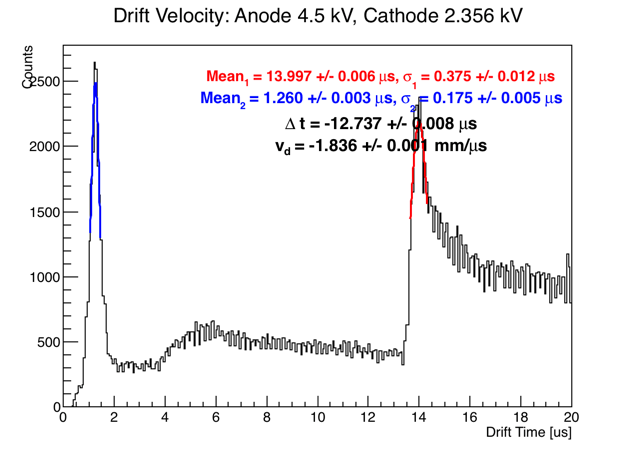 Drift Velocity: Anode 4.5 kV, Cathode 2.356 kV
Counts
Mean₁ = 13.997 +/- 0.006 μs, σ₁ = 0.375 +/- 0.012 μs
Mean₂ = 1.260 +/- 0.003 μs, σ₂ = 0.175 +/- 0.005 μs
Δ t = -12.737 +/- 0.008 μs
v_d = -1.836 +/- 0.001 mm/μs
2500
2000
1500
1000
500
0
0 2 4 6 8 10 12 14 16 18 20
Drift Time [us]